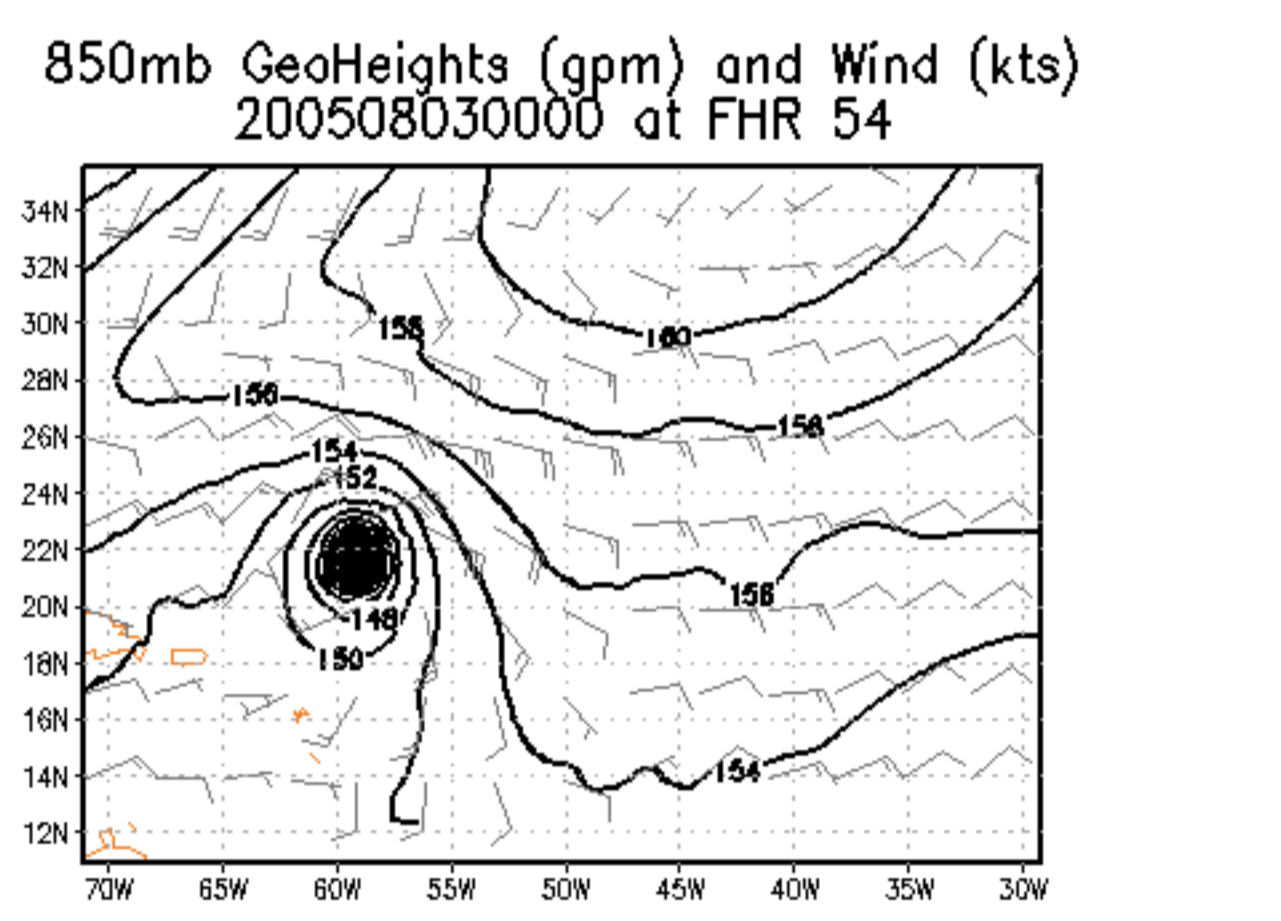 850mb GeoHeights (gpm) and Wind (kts)
200508030000 at FHR 54
34N
32N
30N
28N
26N
24N
22N
20N
18N
16N
14N
12N
158
160
156
158
154
152
156
148
150
154
70W 65W 60W 55W 50W 45W 40W 35W 30W